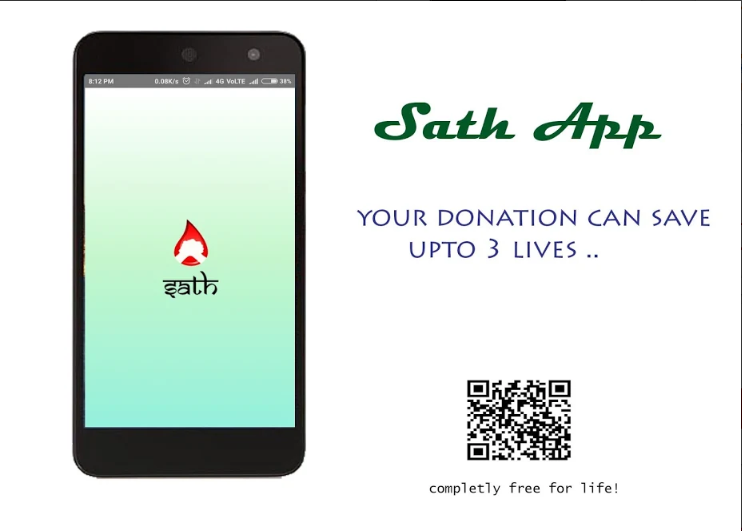 8:12 PM 0.08K/s 4G VoLTE 38%
sath
Sath App
YOUR DONATION CAN SAVE
UPTO 3 LIVES ..
completly free for life!